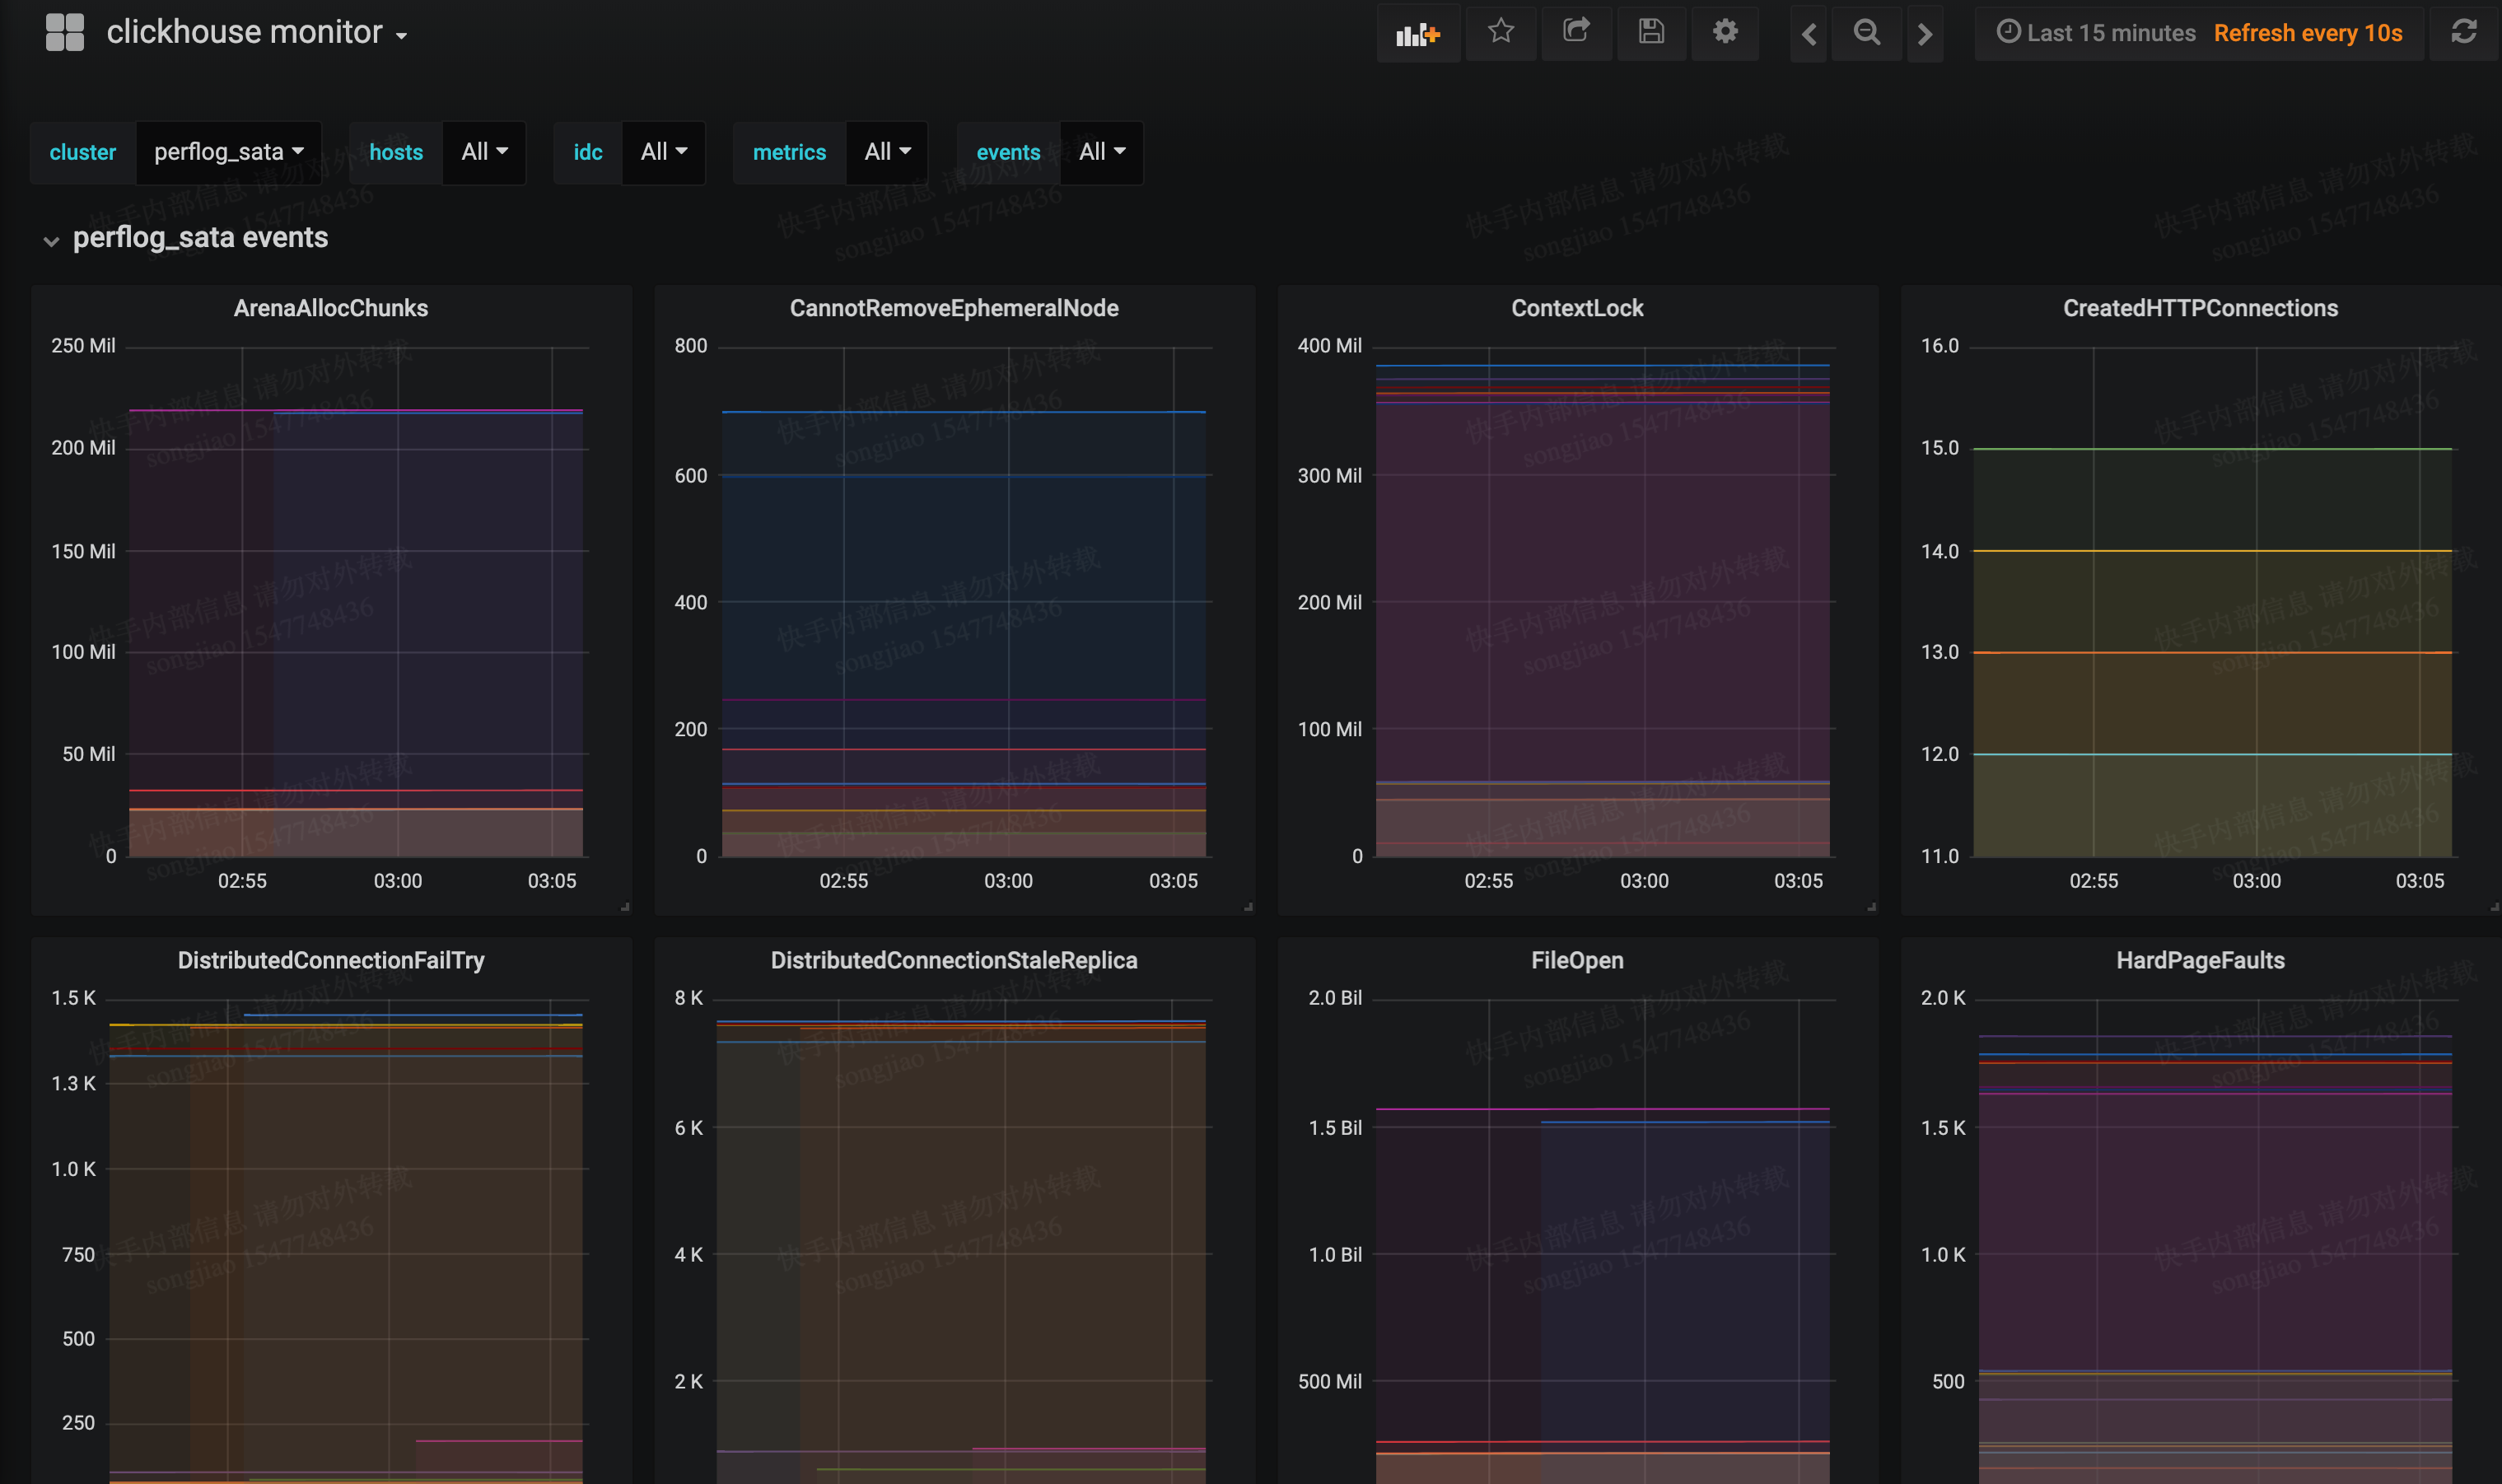 clickhouse monitor
Last 15 minutes Refresh every 10s
cluster perflog_sata hosts All idc All metrics All events All
perflog_sata events
ArenaAllocChunks
250 Mil
200 Mil
150 Mil
100 Mil
50 Mil
0
02:55 03:00 03:05
CannotRemoveEphemeralNode
800
600
400
200
0
02:55 03:00 03:05
ContextLock
400 Mil
300 Mil
200 Mil
100 Mil
0
02:55 03:00 03:05
CreatedHTTPConnections
16.0
15.0
14.0
13.0
12.0
11.0
02:55 03:00 03:05
DistributedConnectionFailTry
1.5 K
1.3 K
1.0 K
750
500
250
DistributedConnectionStaleReplica
8 K
6 K
4 K
2 K
FileOpen
2.0 Bil
1.5 Bil
1.0 Bil
500 Mil
HardPageFaults
2.0 K
1.5 K
1.0 K
500
快手内部信息 请勿对外转载
songjiao 1547748436